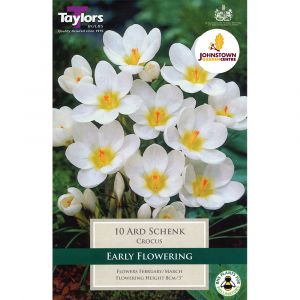 Taylors
BULBS
Quality Assured since 1919
JOHNSTOWN
GARDEN CENTRE
10 ARD SCHENK
CROCUS
EARLY FLOWERING
FLOWERS FEBRUARY/MARCH
FLOWERING HEIGHT 8CM/3"